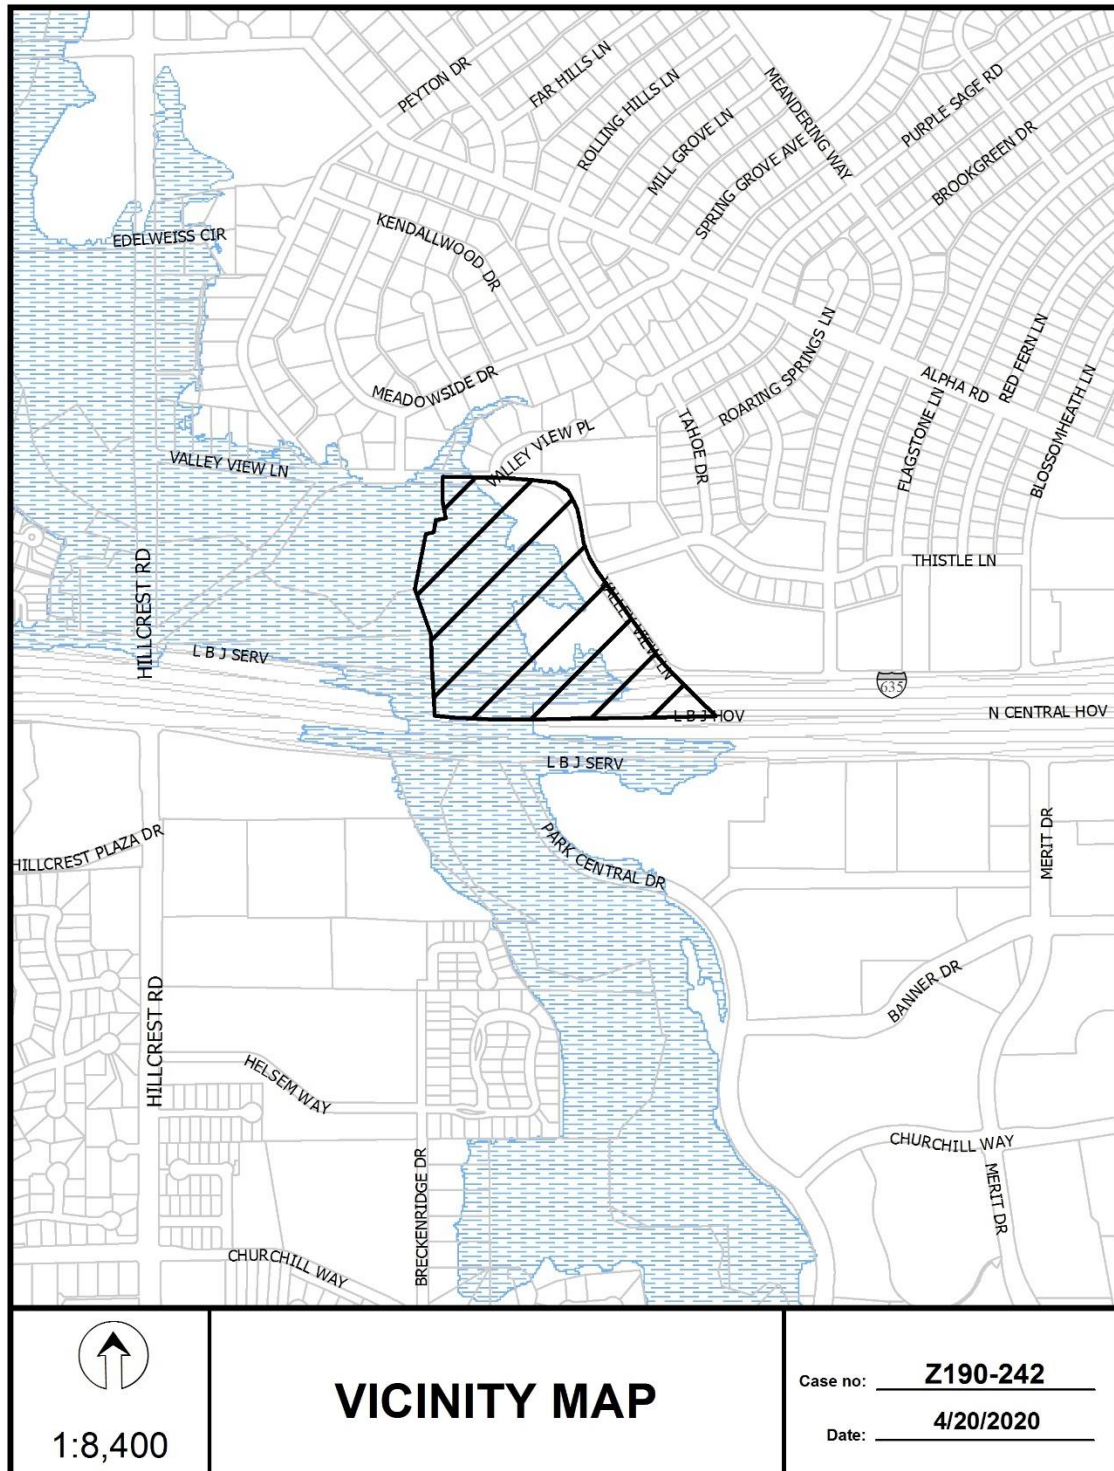 PEYTON DR
FAR HILLS LN
ROLLING HILLS LN
MILL GROVE LN
MEANDERING WAY
SPRING GROVE AVE
PURPLE SAGE RD
BROOKGREEN DR
EDELWEISS CIR
KENDALLWOOD DR
MEADOWSIDE DR
ROARING SPRINGS LN
ALPHA RD
RED FERN LN
FLAGSTONE LN
BLOSSOMHEATH LN
TAHOE DR
VALLEY VIEW PL
VALLEY VIEW LN
THISTLE LN
HILLCREST RD
VALLEY VIEW LN
L B J SERV
635
L B J HOV
N CENTRAL HOV
L B J SERV
HILLCREST PLAZA DR
PARK CENTRAL DR
MERIT DR
BANNER DR
HILLCREST RD
HELSEM WAY
CHURCHILL WAY
MERIT DR
BRECKENRIDGE DR
CHURCHILL WAY
1:8,400
VICINITY MAP
Case no: Z190-242
Date: 4/20/2020